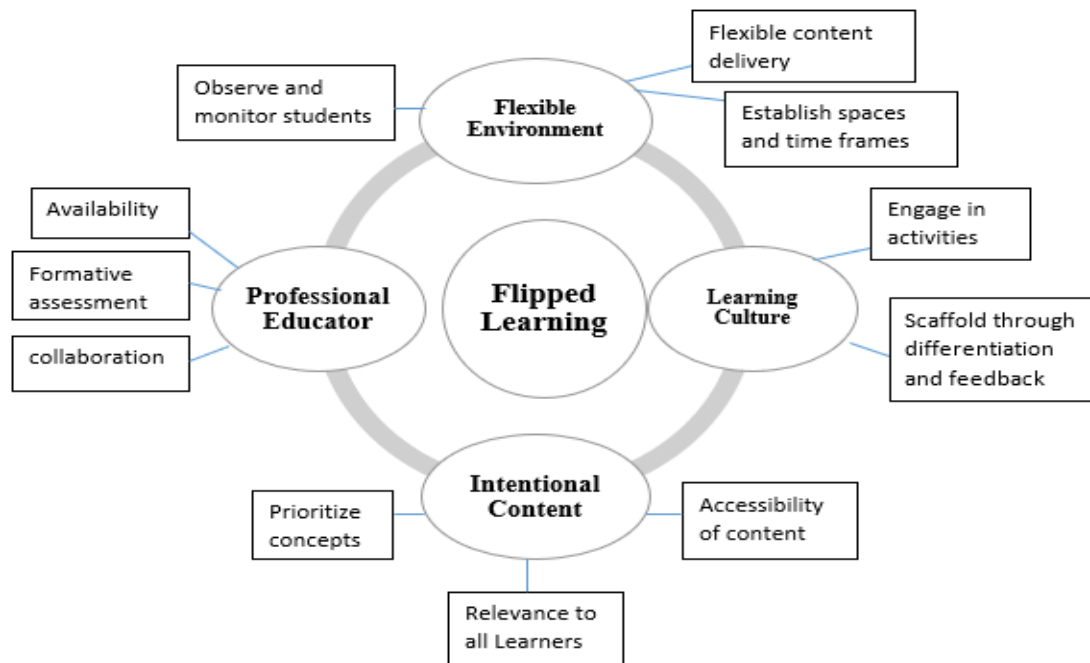 Flexible content
delivery
Observe and
monitor students
Flexible
Environment
Establish spaces
and time frames
Availability
Engage in
activities
Formative
assessment
Professional
Educator
Flipped
Learning
Learning
Culture
collaboration
Scaffold through
differentiation
and feedback
Intentional
Content
Prioritize
concepts
Accessibility
of content
Relevance to
all Learners